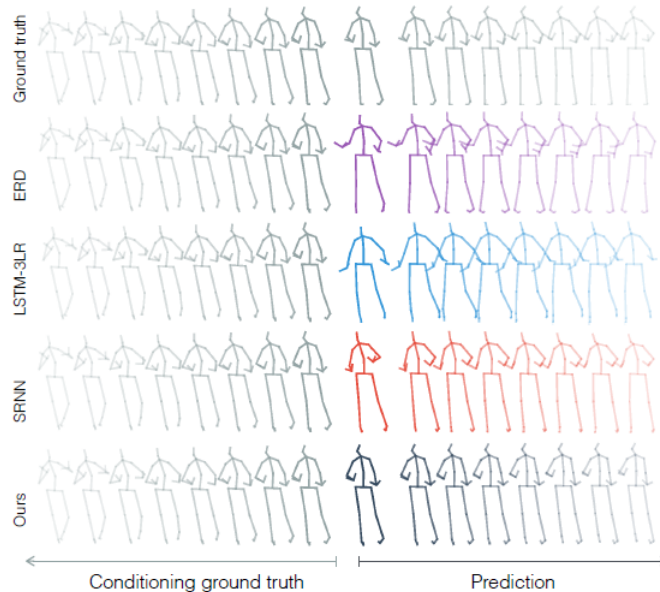 Ground truth
ERD
LSTM-3LR
SRNN
Ours
Conditioning ground truth
Prediction